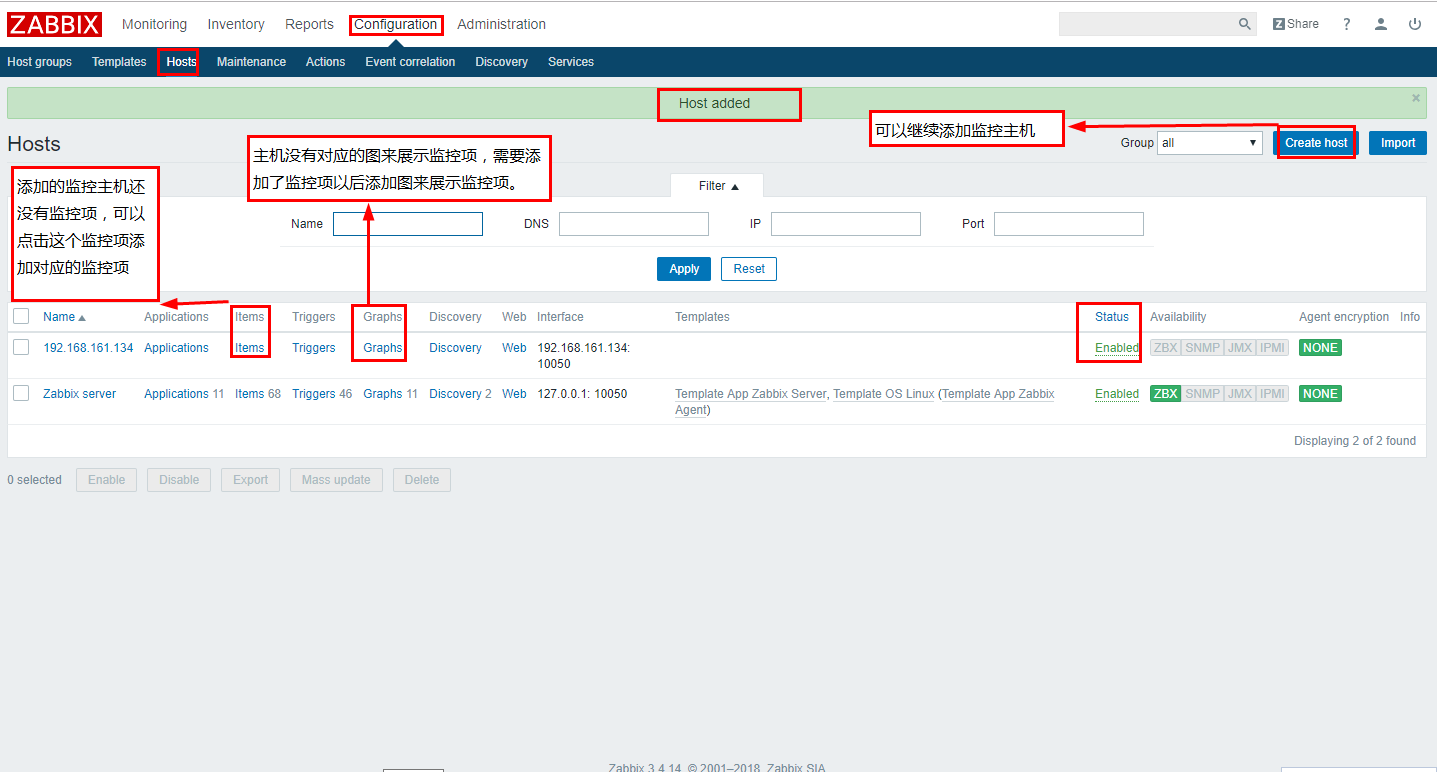 ZABBIX Monitoring Inventory Reports Configuration Administration Z Share ?
Host groups Templates Hosts Maintenance Actions Event correlation Discovery Services
Host added ×
可以继续添加监控主机
Hosts
Group all Create host Import
主机没有对应的图来展示监控项，需要添
加了监控项以后添加图来展示监控项。
添加的监控主机还
没有监控项，可以
点击这个监控项添
加对应的监控项
Filter
Name DNS IP Port
Apply Reset
Name Applications Items Triggers Graphs Discovery Web Interface Templates Status Availability Agent encryption Info
192.168.161.134 Applications Items Triggers Graphs Discovery Web 192.168.161.134: Enabled ZBX SNMP JMX IPMI NONE
10050
Zabbix server Applications 11 Items 68 Triggers 46 Graphs 11 Discovery 2 Web 127.0.0.1: 10050 Template App Zabbix Server, Template OS Linux (Template App Zabbix Enabled ZBX SNMP JMX IPMI NONE
Agent)
Displaying 2 of 2 found
0 selected Enable Disable Export Mass update Delete
Zabbix 3.4.14. © 2001–2018, Zabbix SIA